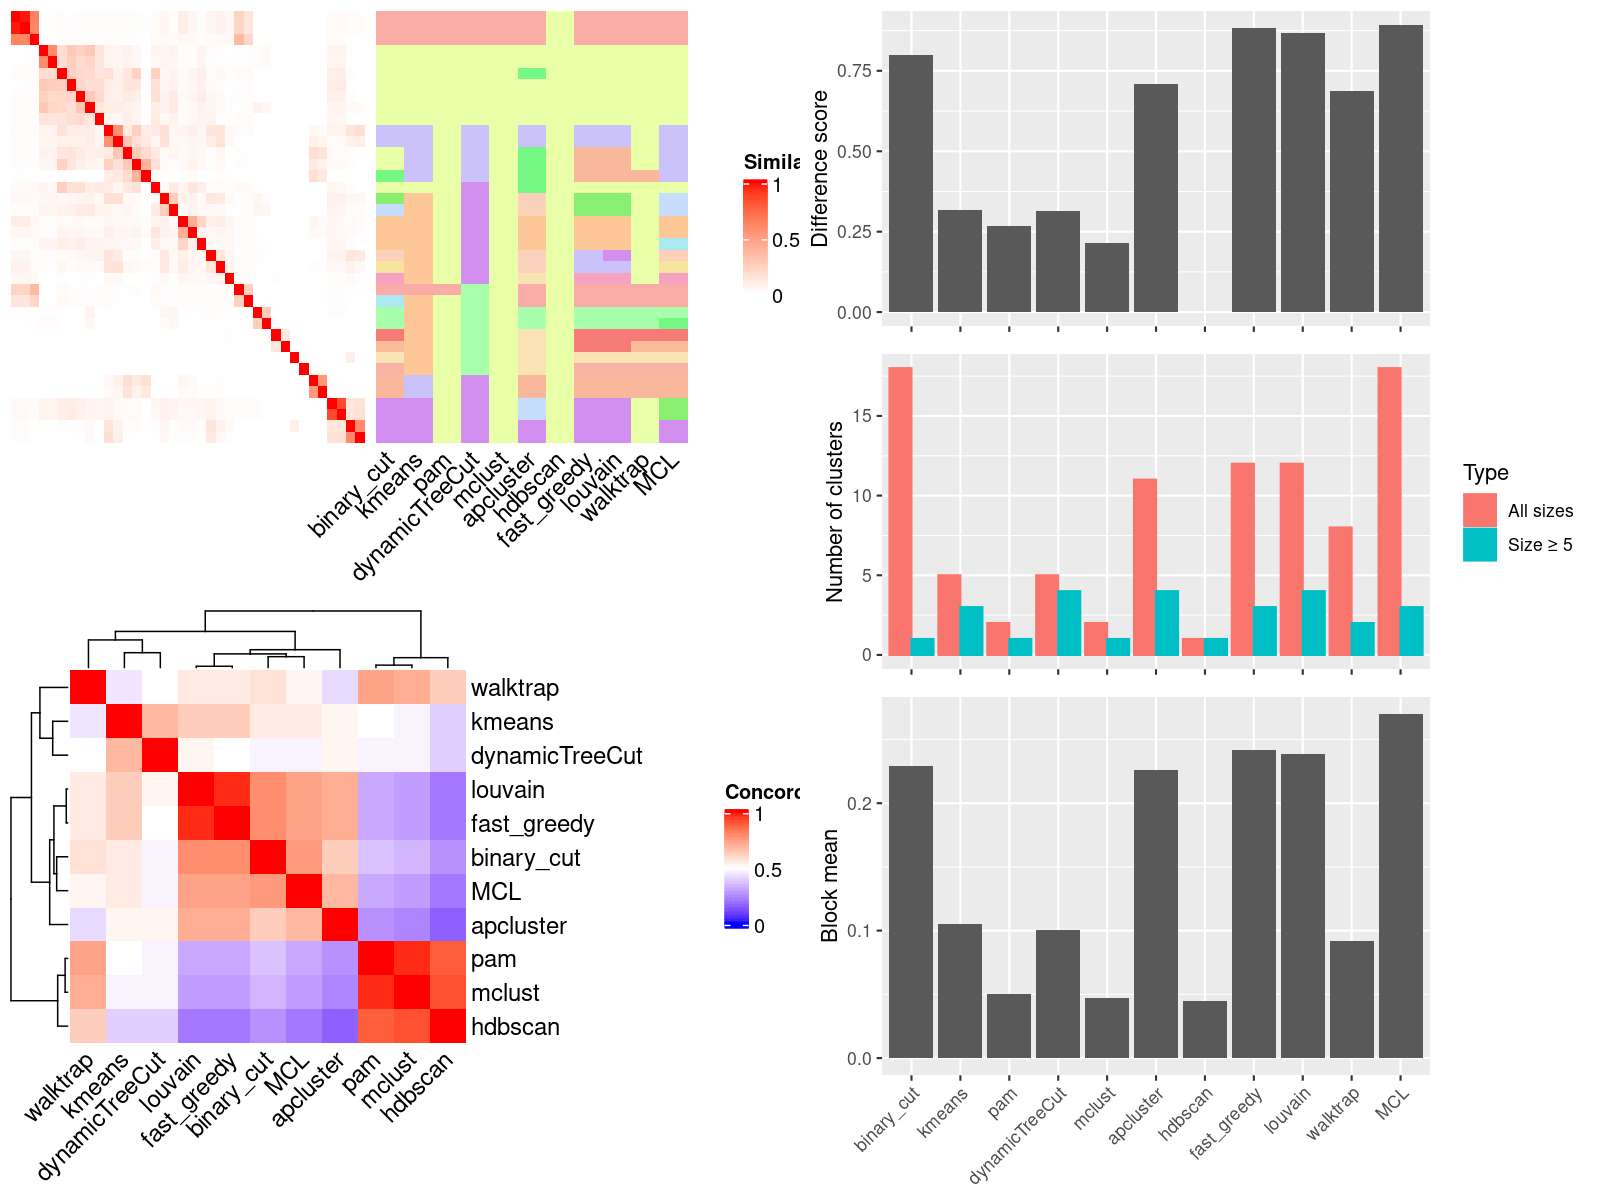 Simila
1
0.5
0
binary_cut
kmeans
pam
dynamicTreeCut
mclust
apcluster
hdbscan
fast_greedy
louvain
walktrap
MCL
walktrap
kmeans
dynamicTreeCut
louvain
fast_greedy
binary_cut
MCL
apcluster
pam
mclust
hdbscan
walktrap
kmeans
dynamicTreeCut
louvain
fast_greedy
binary_cut
MCL
apcluster
pam
mclust
hdbscan
Concord
1
0.5
0
Difference score
0.75
0.50
0.25
0.00
Number of clusters
15
10
5
0
Type
All sizes
Size ≥ 5
Block mean
0.2
0.1
0.0
binary_cut
kmeans
pam
dynamicTreeCut
mclust
apcluster
hdbscan
fast_greedy
louvain
walktrap
MCL